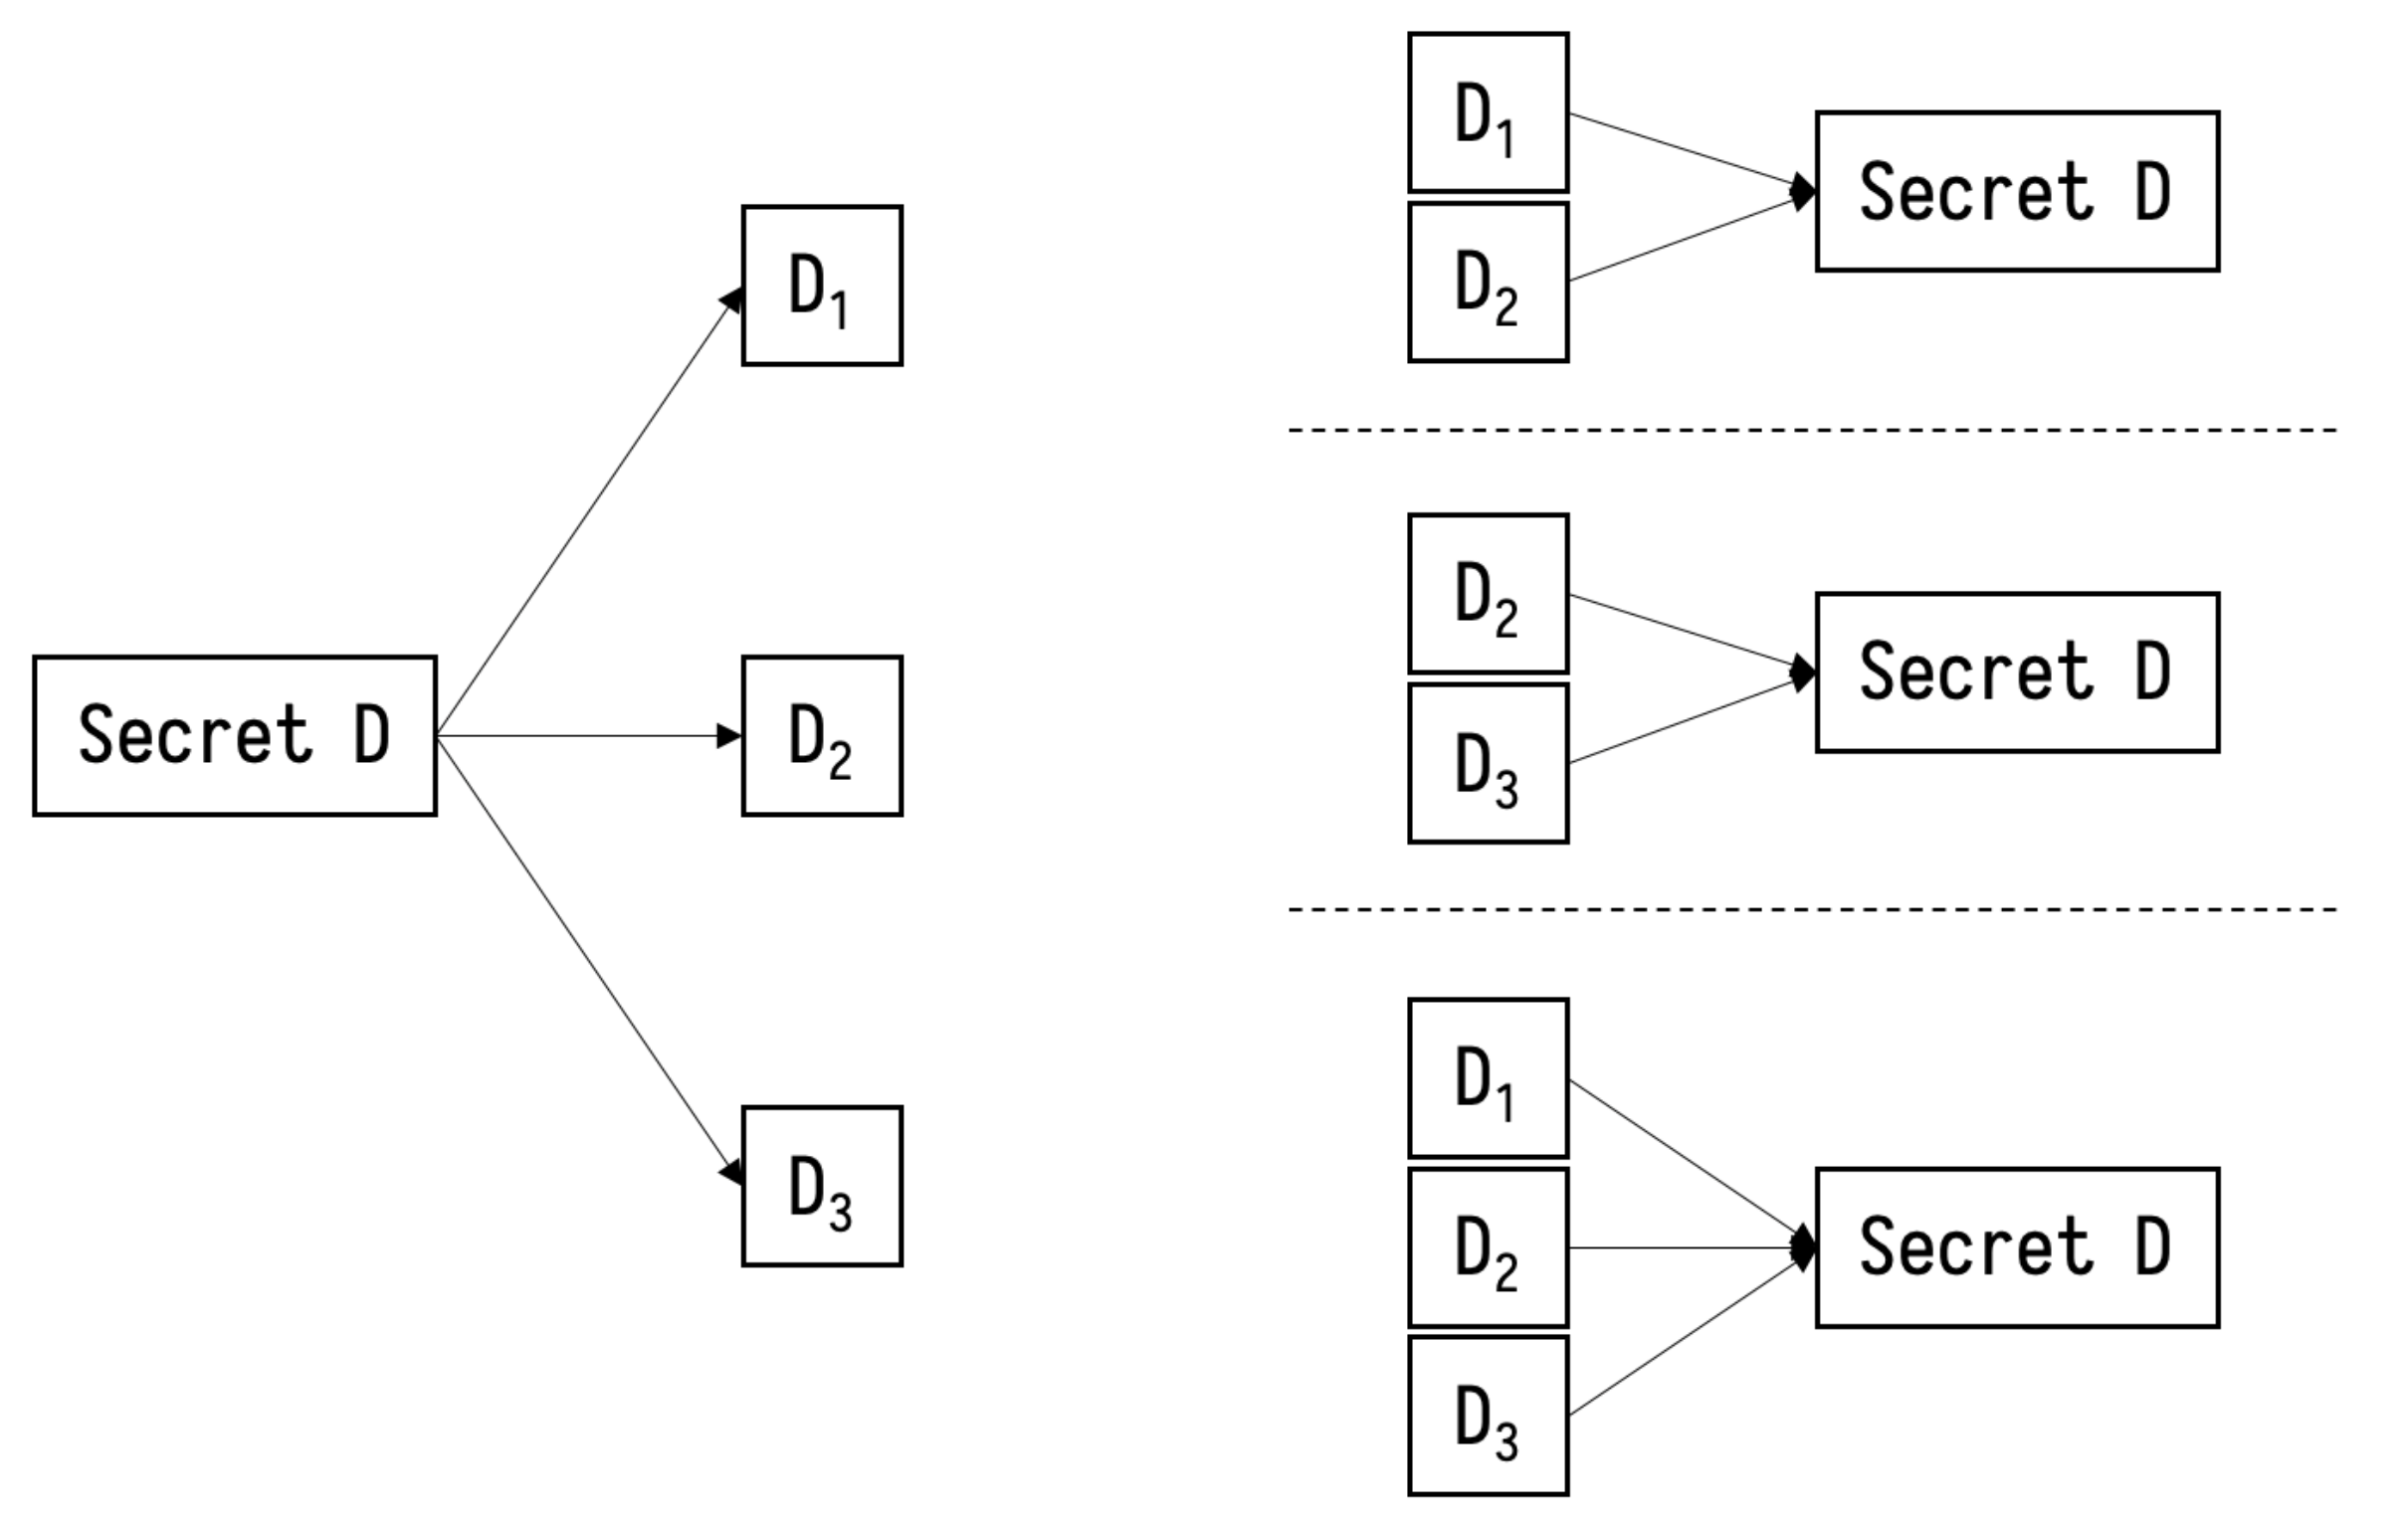 Secret D
D₁
D₂
D₃
D₁
D₂
Secret D
D₂
D₃
Secret D
D₁
D₂
D₃
Secret D